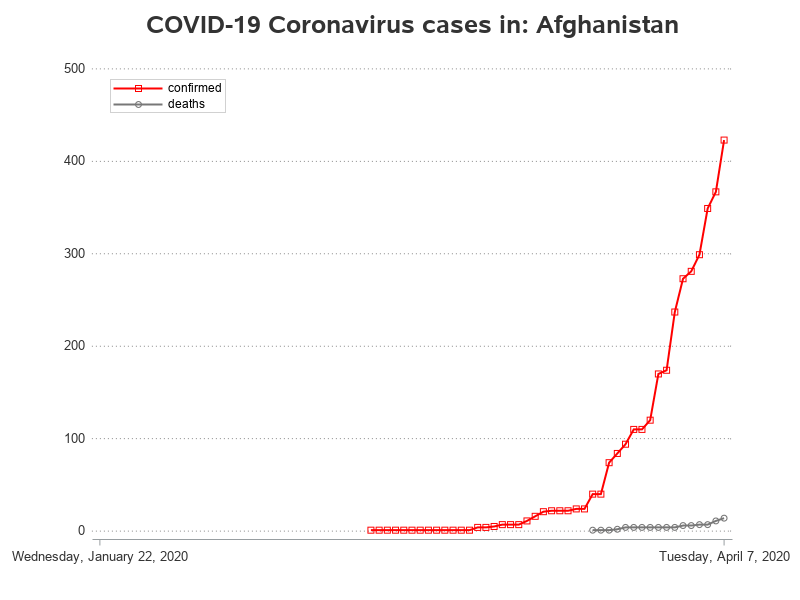 COVID-19 Coronavirus cases in: Afghanistan
500
confirmed
deaths
400
300
200
100
0
Wednesday, January 22, 2020 Tuesday, April 7, 2020